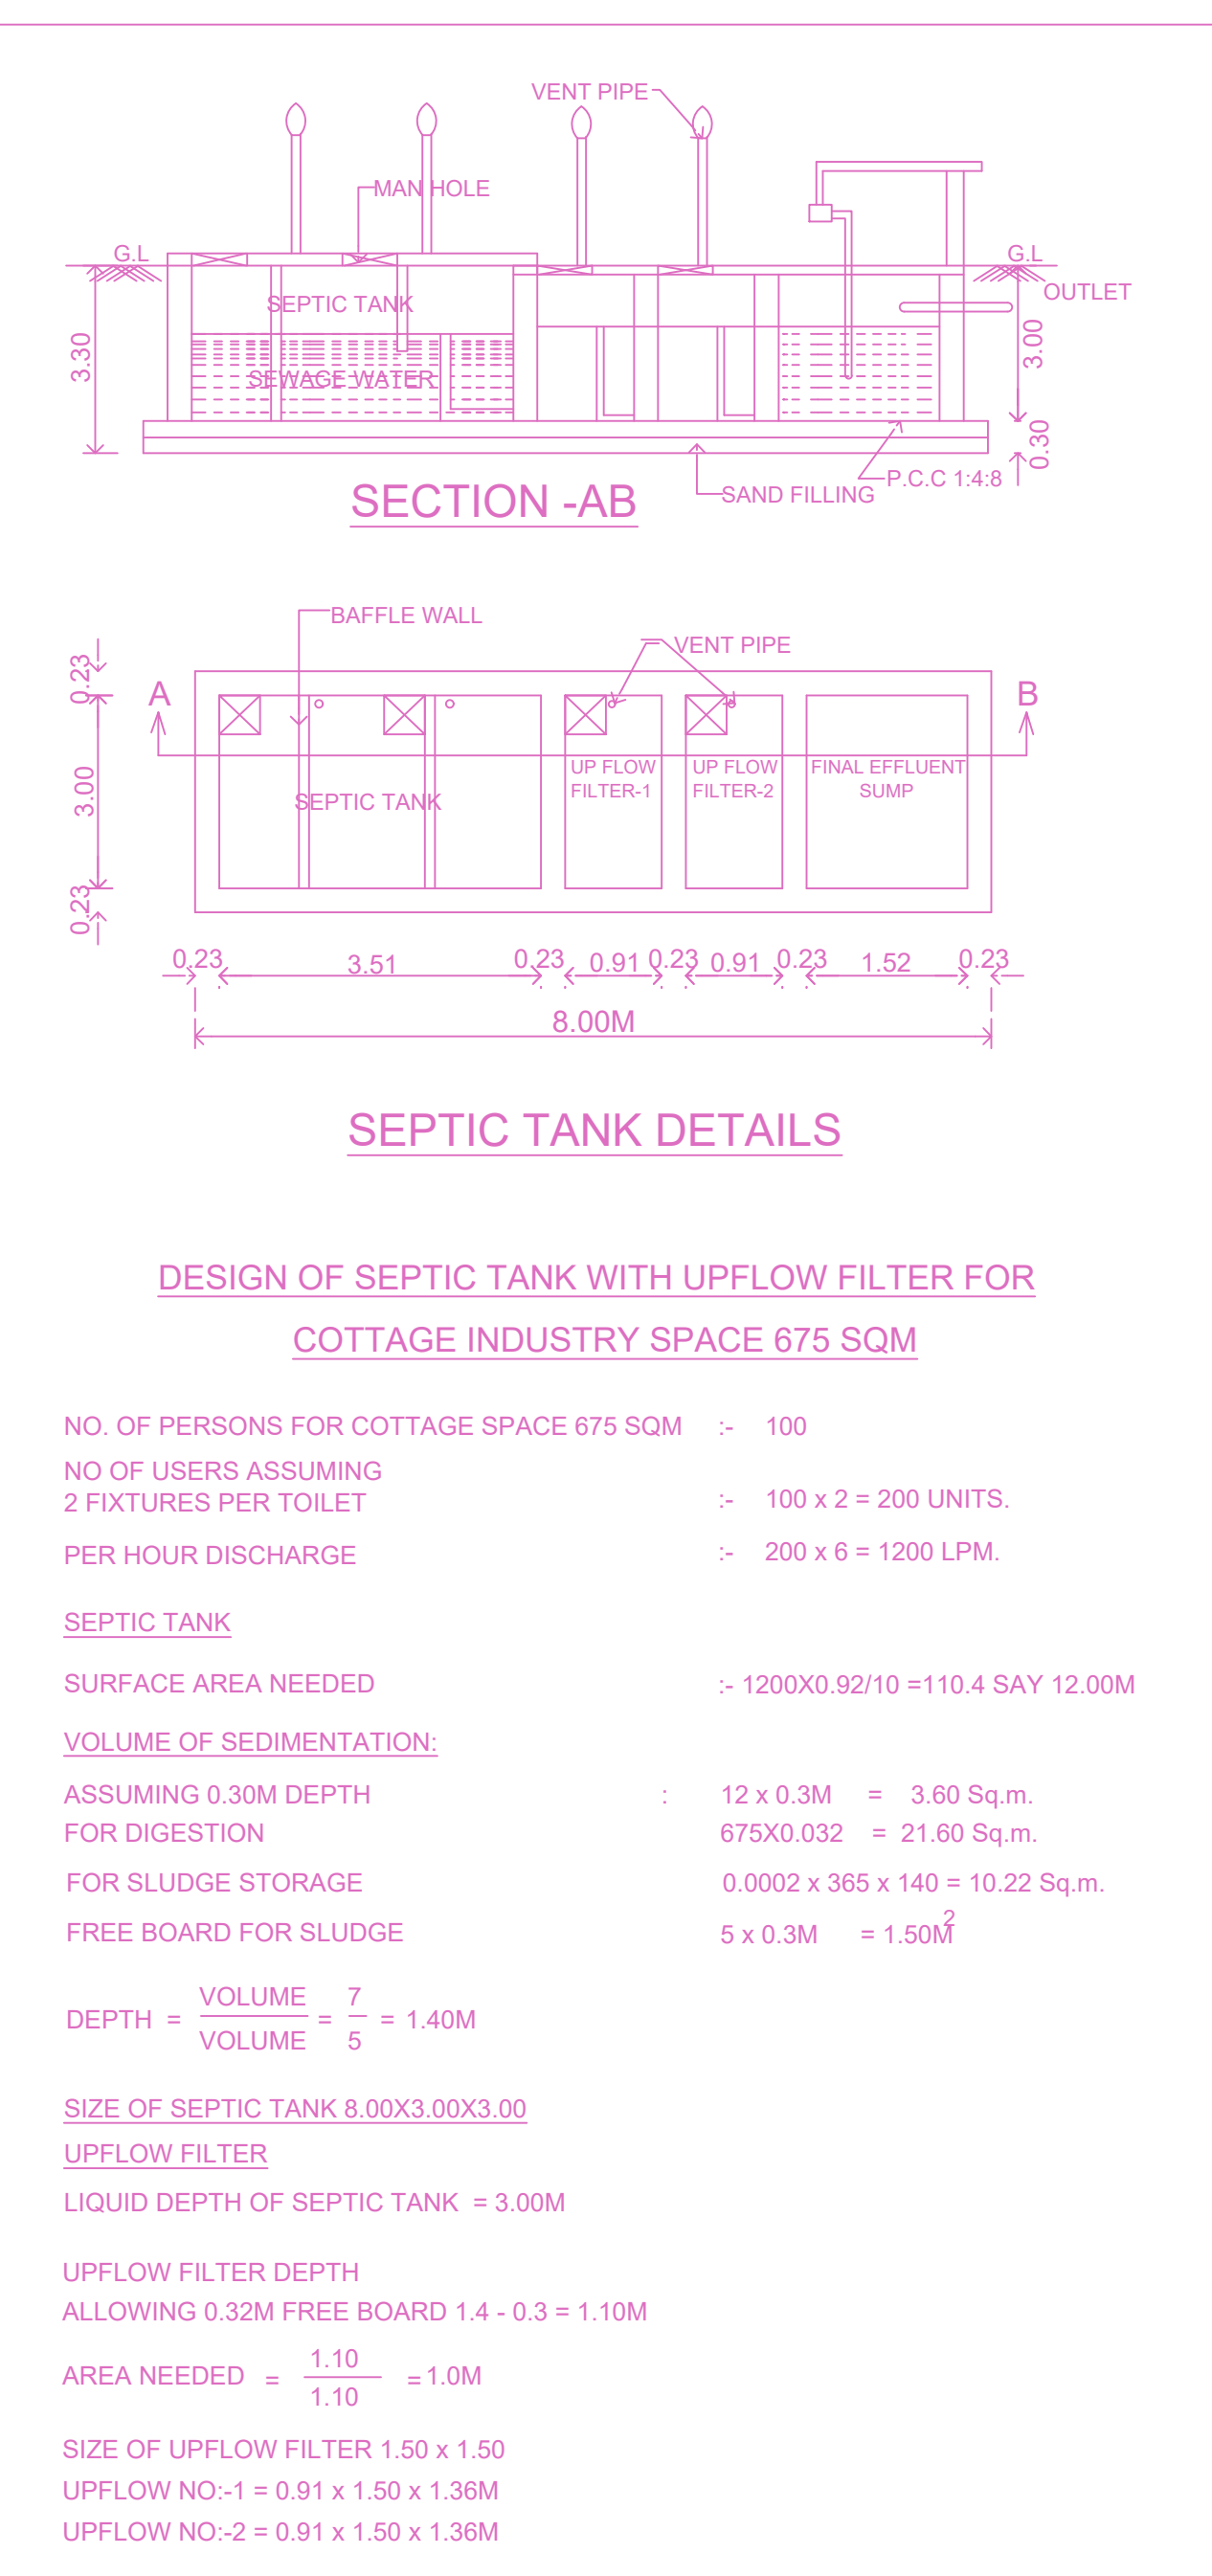 VENT PIPE
MAN HOLE
G.L
G.L
SEPTIC TANK
OUTLET
3.30
3.00
SEWAGE WATER
0.30
P.C.C 1:4:8
SAND FILLING
SECTION -AB
BAFFLE WALL
VENT PIPE
0.23
A
B
3.00
UP FLOW
FILTER-1
UP FLOW
FILTER-2
FINAL EFFLUENT
SUMP
SEPTIC TANK
0.23
0.23 3.51 0.23 0.91 0.23 0.91 0.23 1.52 0.23
8.00M
SEPTIC TANK DETAILS
DESIGN OF SEPTIC TANK WITH UPFLOW FILTER FOR
COTTAGE INDUSTRY SPACE 675 SQM
NO. OF PERSONS FOR COTTAGE SPACE 675 SQM :- 100
NO OF USERS ASSUMING
2 FIXTURES PER TOILET :- 100 x 2 = 200 UNITS.
PER HOUR DISCHARGE :- 200 x 6 = 1200 LPM.
SEPTIC TANK
SURFACE AREA NEEDED :- 1200X0.92/10 =110.4 SAY 12.00M
VOLUME OF SEDIMENTATION:
ASSUMING 0.30M DEPTH : 12 x 0.3M = 3.60 Sq.m.
FOR DIGESTION 675X0.032 = 21.60 Sq.m.
FOR SLUDGE STORAGE 0.0002 x 365 x 140 = 10.22 Sq.m.
FREE BOARD FOR SLUDGE 5 x 0.3M = 1.50M²
DEPTH = VOLUME / VOLUME = 7 / 5 = 1.40M
SIZE OF SEPTIC TANK 8.00X3.00X3.00
UPFLOW FILTER
LIQUID DEPTH OF SEPTIC TANK = 3.00M
UPFLOW FILTER DEPTH
ALLOWING 0.32M FREE BOARD 1.4 - 0.3 = 1.10M
AREA NEEDED = 1.10 / 1.10 = 1.0M
SIZE OF UPFLOW FILTER 1.50 x 1.50
UPFLOW NO:-1 = 0.91 x 1.50 x 1.36M
UPFLOW NO:-2 = 0.91 x 1.50 x 1.36M